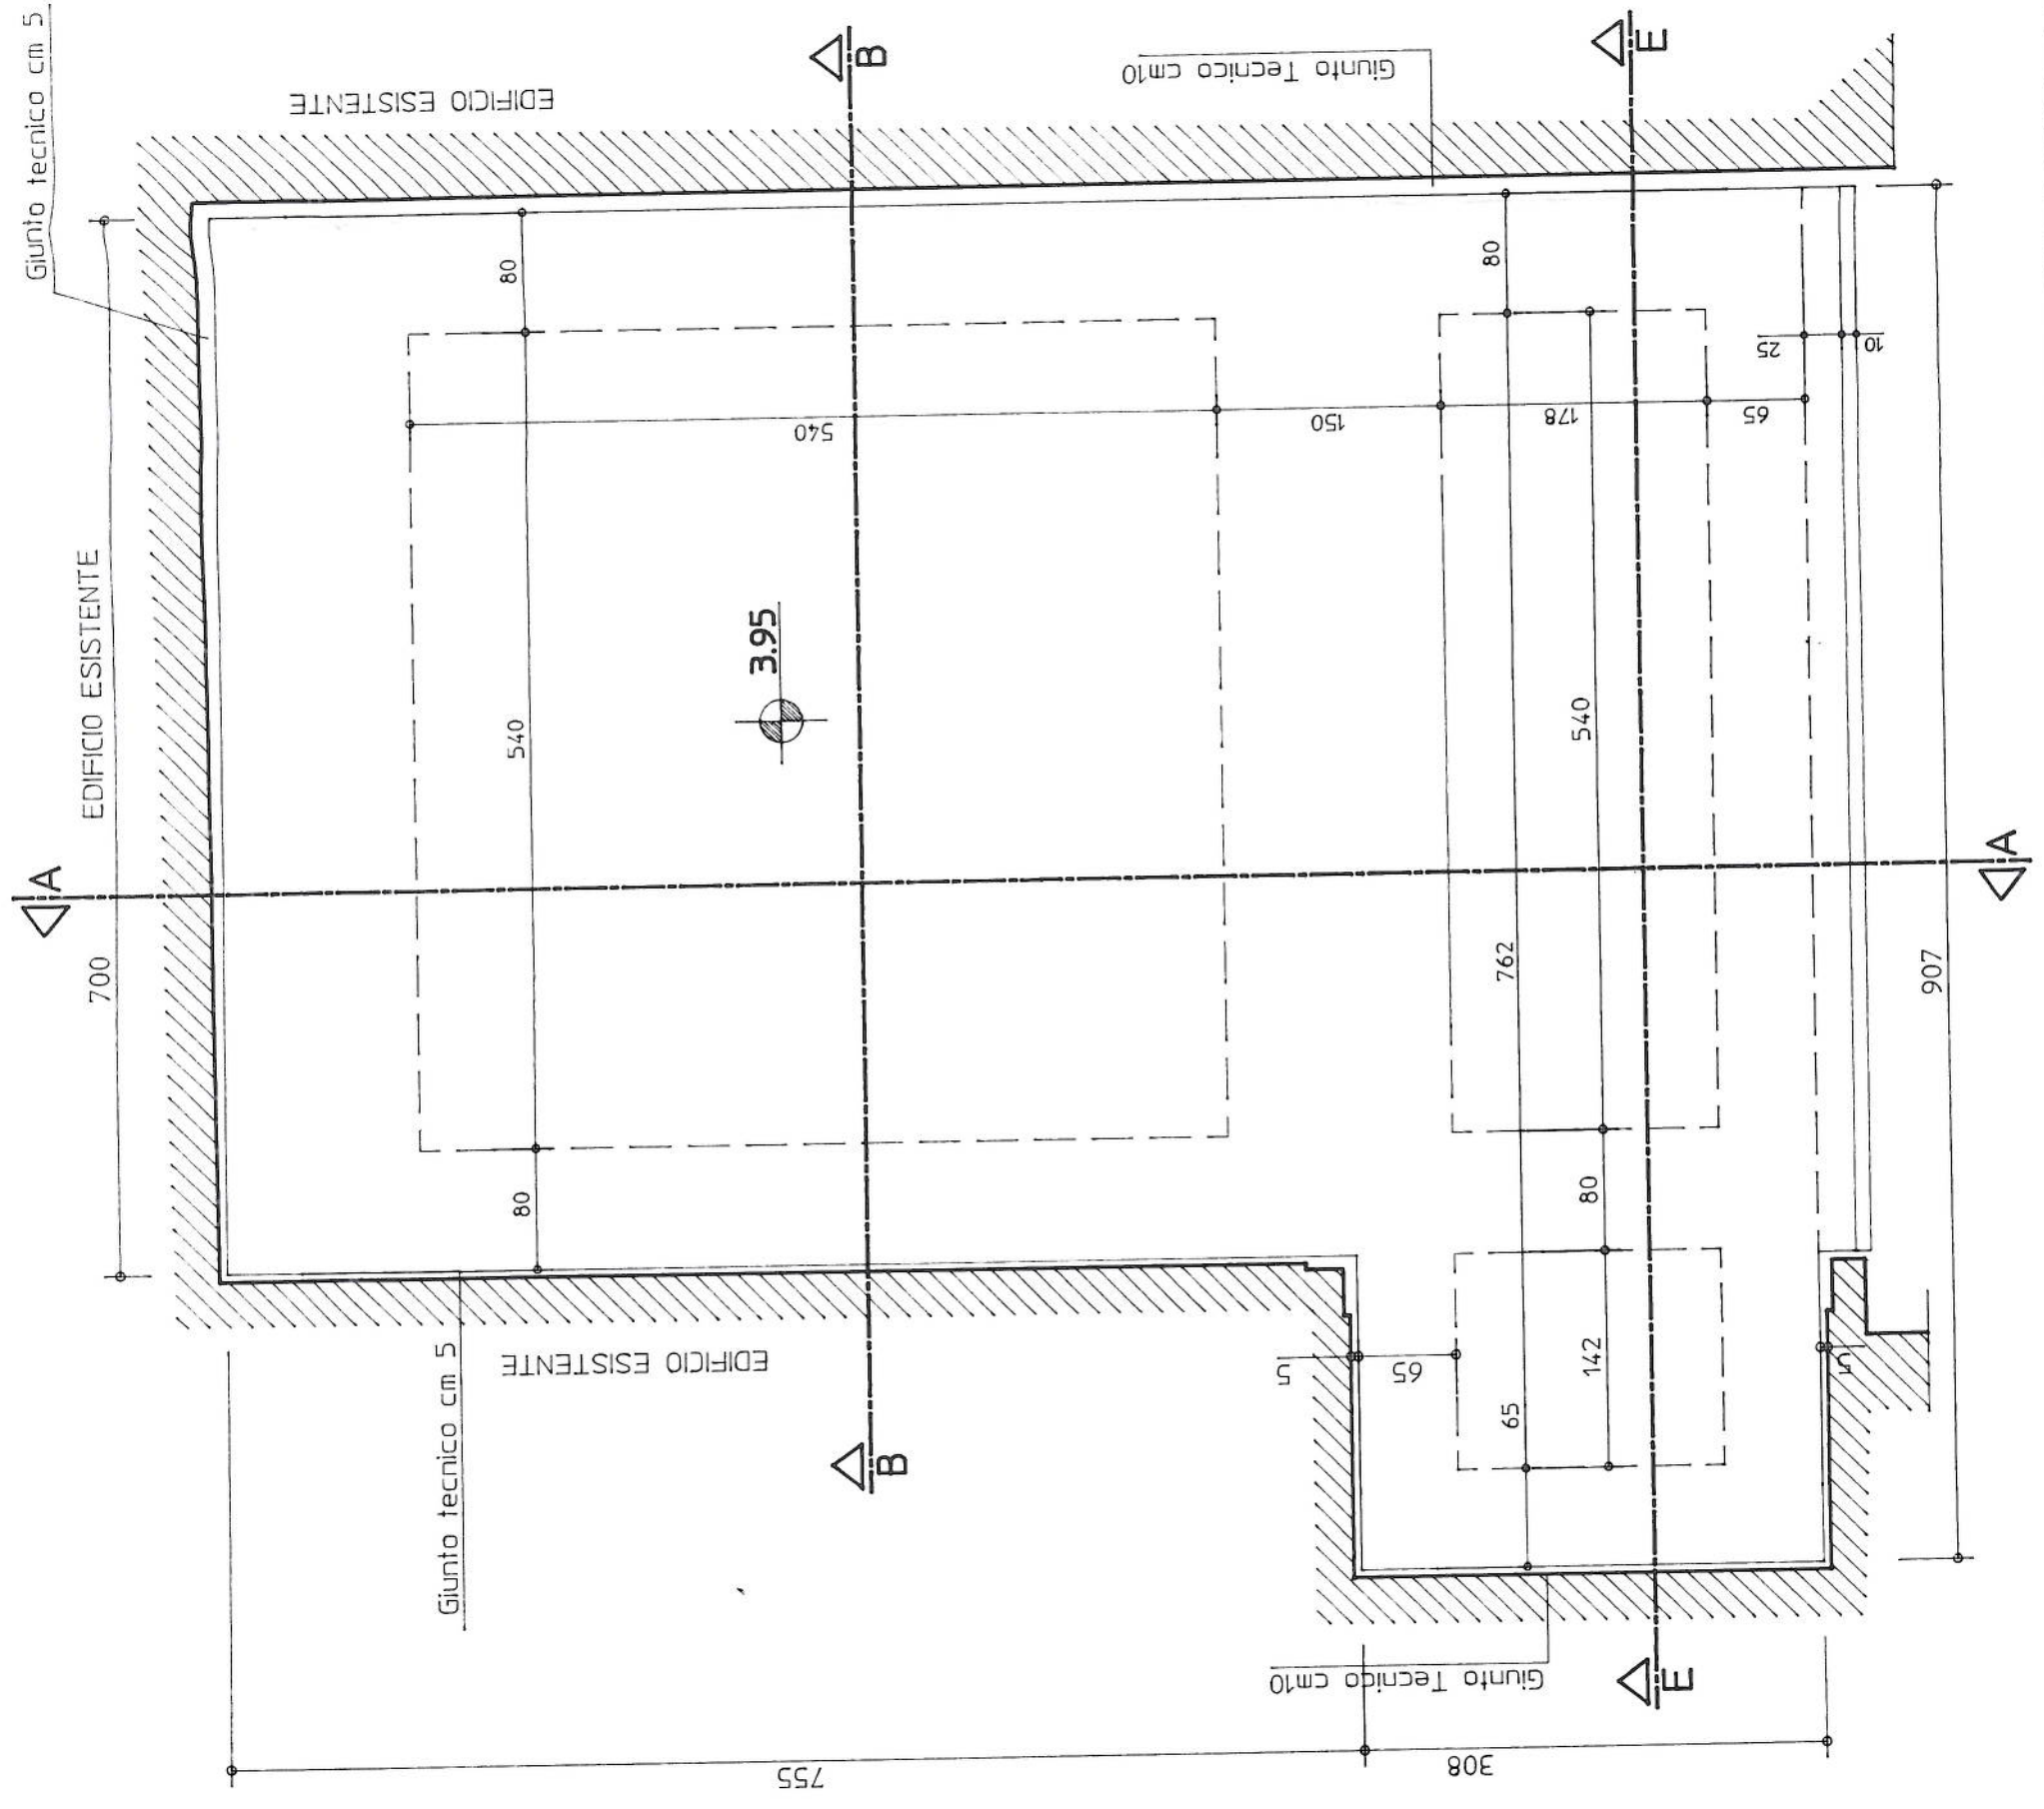 Giunto tecnico cm 5
EDIFICIO ESISTENTE
B
Giunto Tecnico cm10
E
EDIFICIO ESISTENTE
700
A
80
80
540
3.95
540
150
178
65
25
10
762
540
907
A
80
80
EDIFICIO ESISTENTE
Giunto tecnico cm 5
B
5
65
142
65
5
Giunto Tecnico cm10
E
755
308